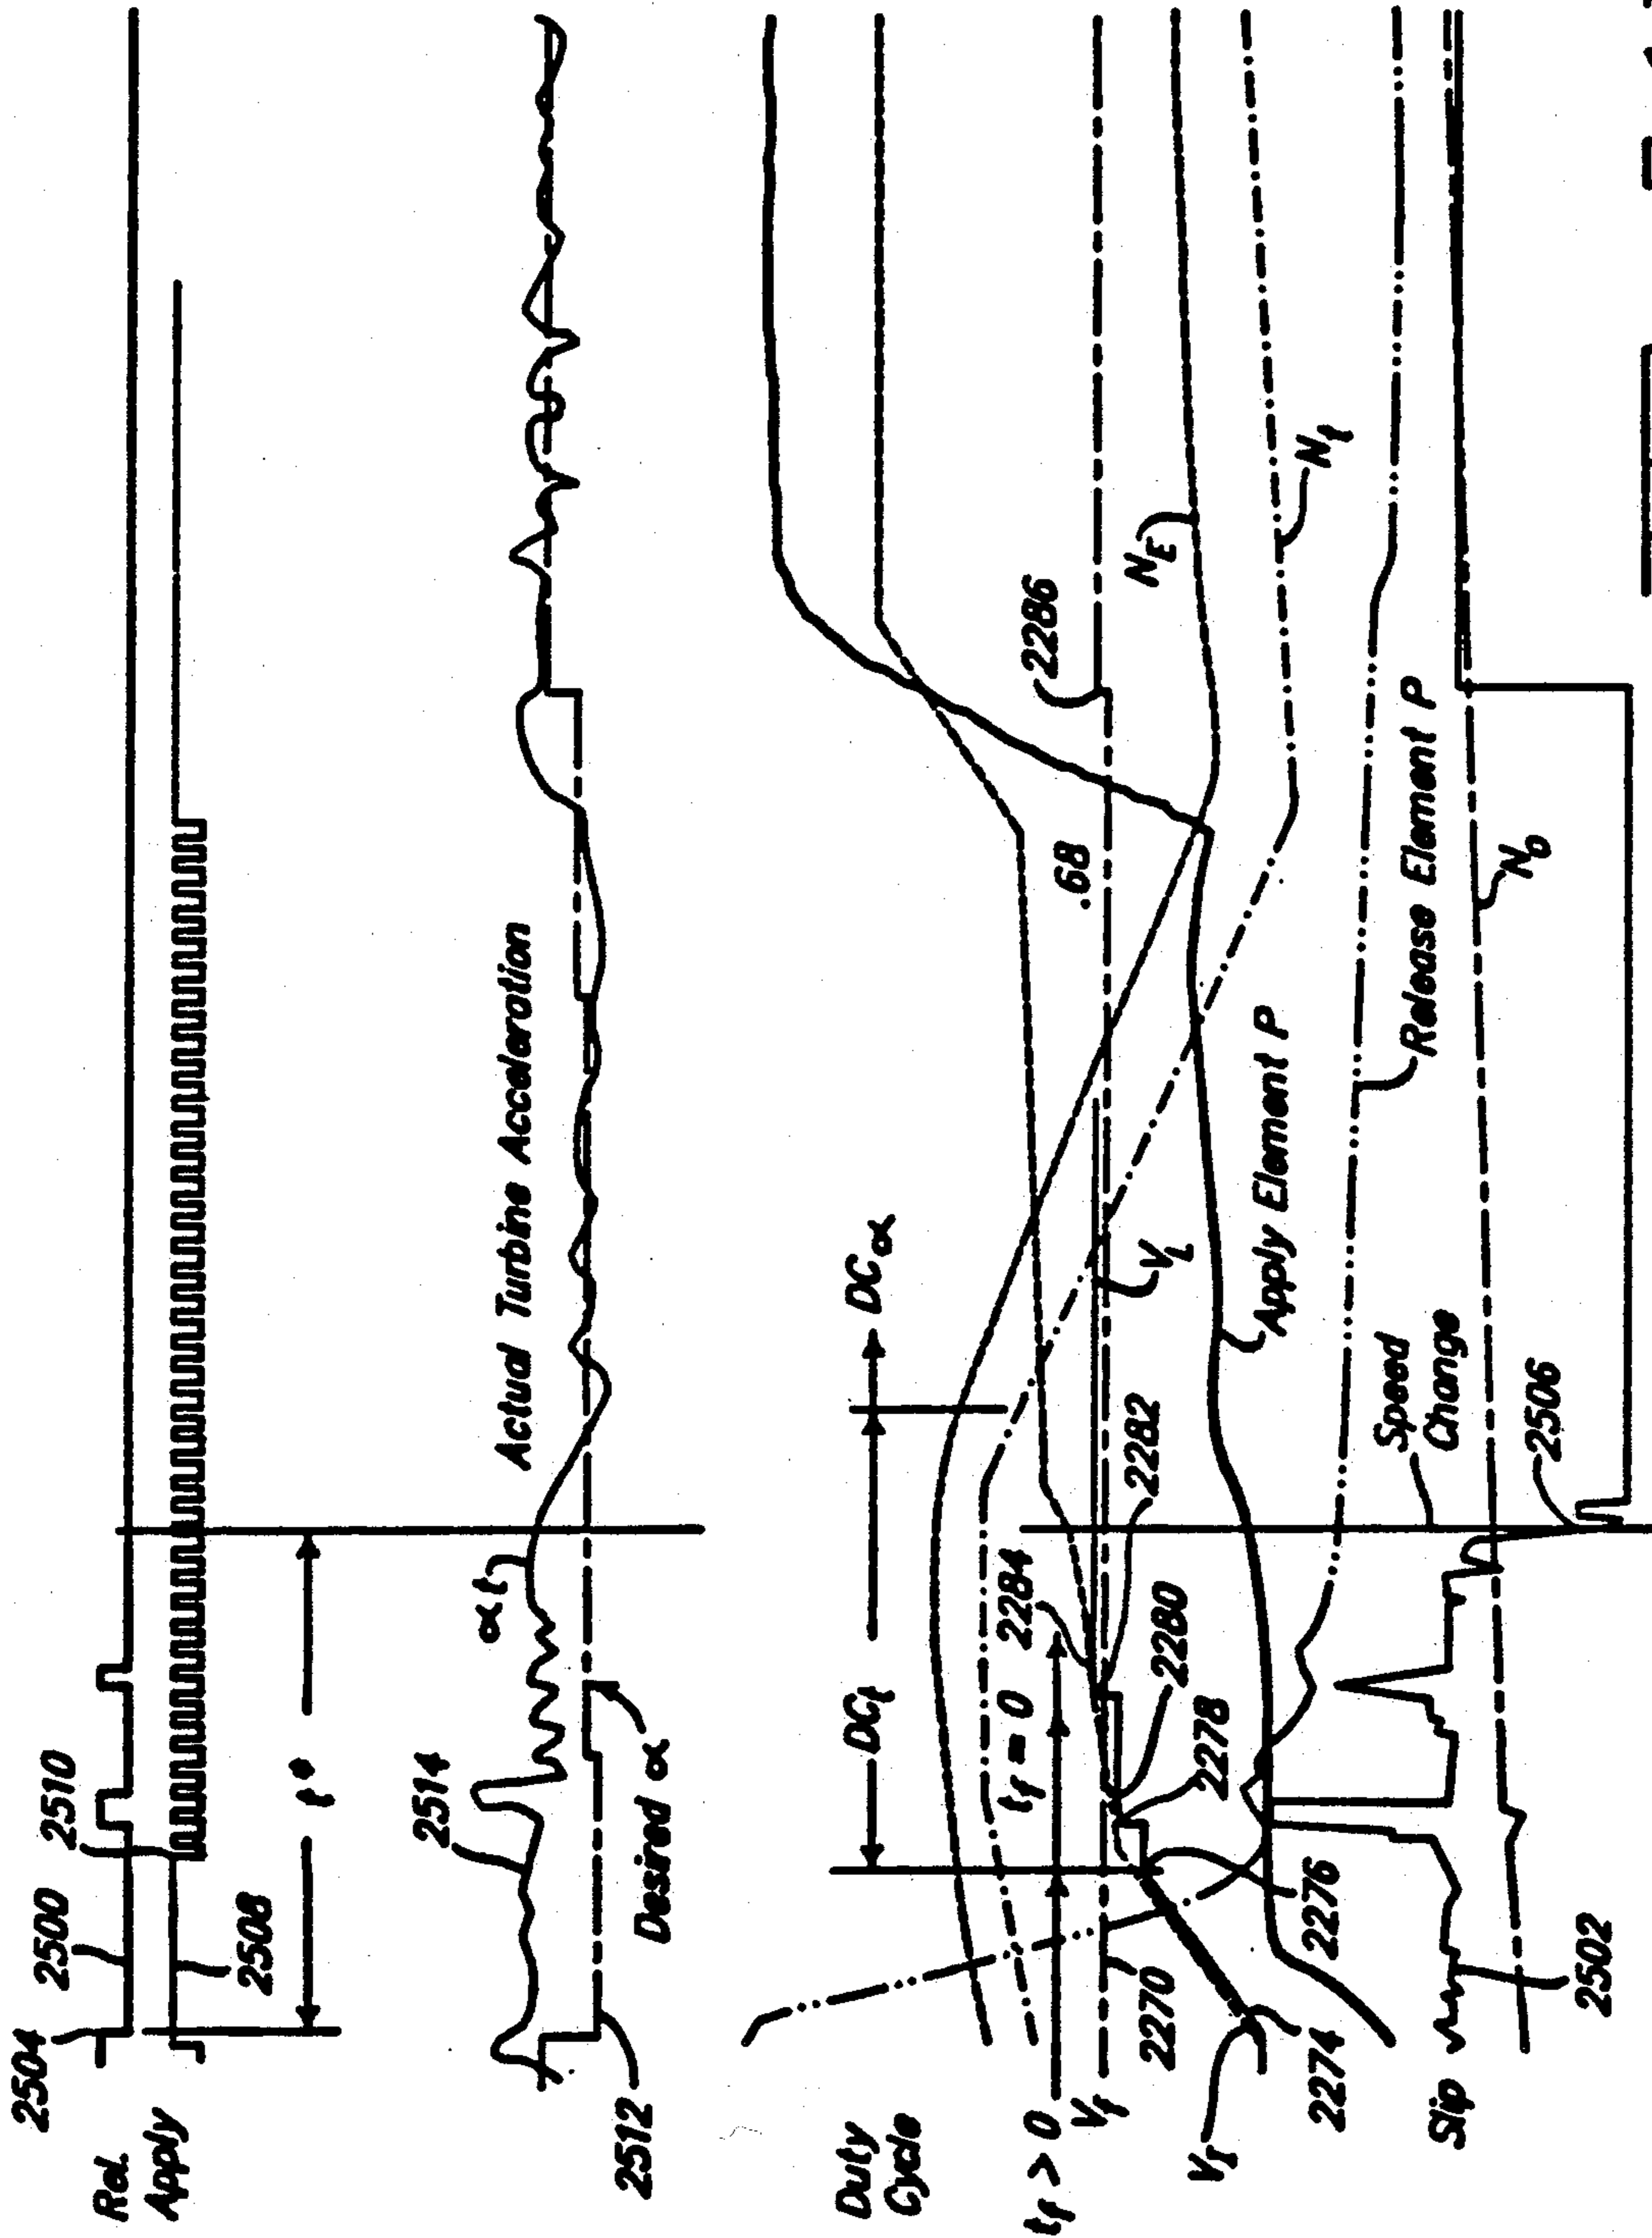 2504
2500
2510
Rel.
Apply
2508
t*
αt
2514
Actual Turbine Acceleration
2512
Desired α
Duty
Cycle
DCt
DCα
tf > 0
tf = 0
2284
2286
.68
Vf
2270
2282
VL
NE
2280
2278
Vf
2274
2276
Apply Element P
Nt
Release Element P
Speed
Change
Slip
2502
2506
No